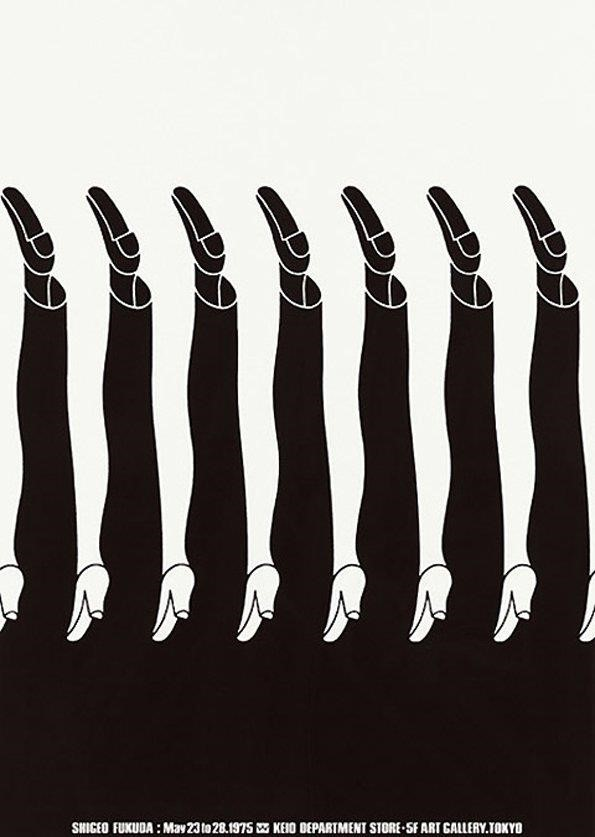 SHIGEO FUKUDA : May 23 to 28.1975 KEIO DEPARTMENT STORE·5F ART GALLERY.TOKYO